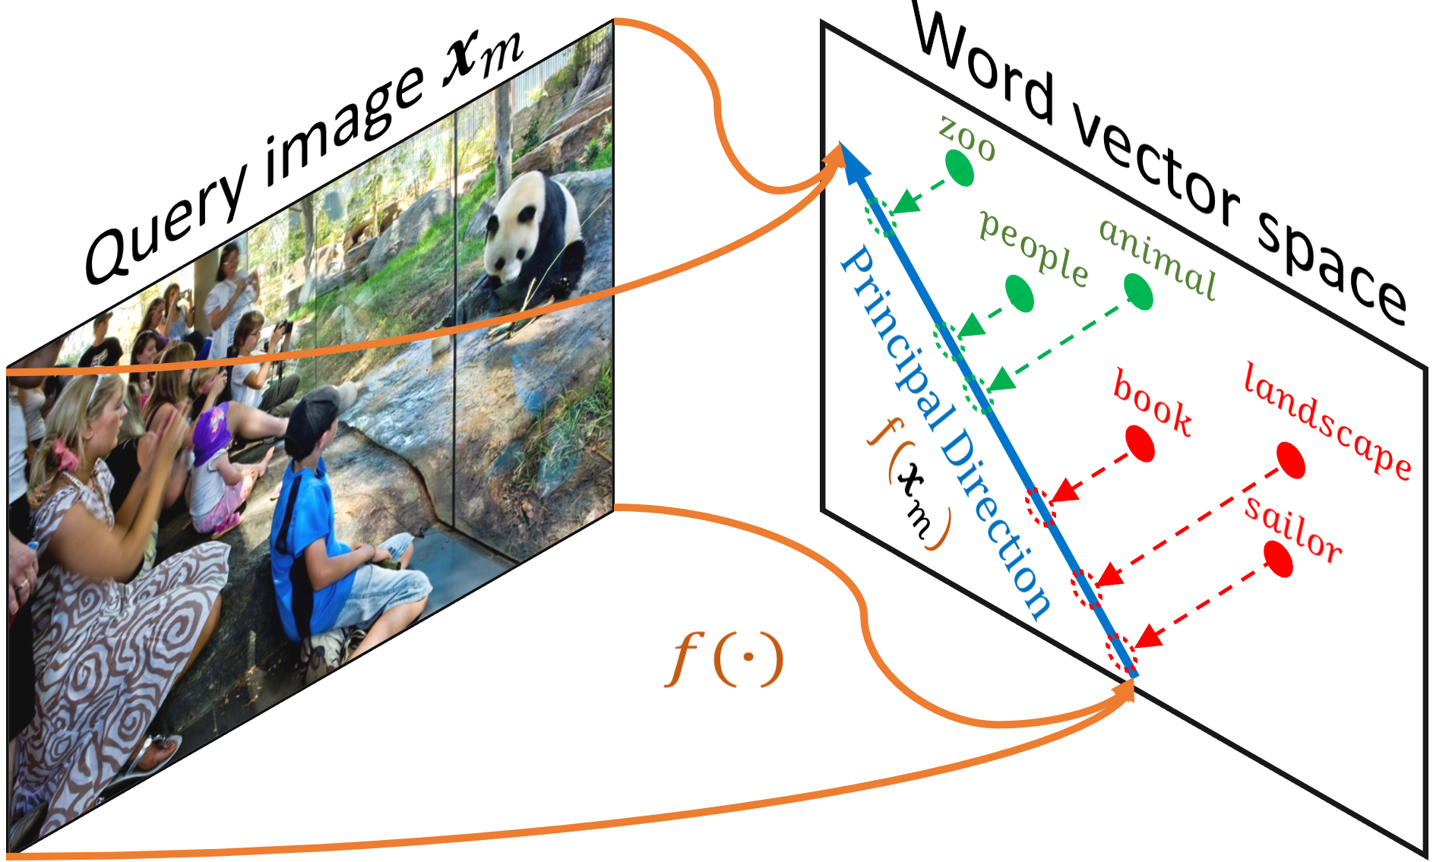 Query image 𝒙ₘ
Word vector space
zoo
people
animal
book
landscape
sailor
Principal Direction
f(𝒙ₘ)
f(·)